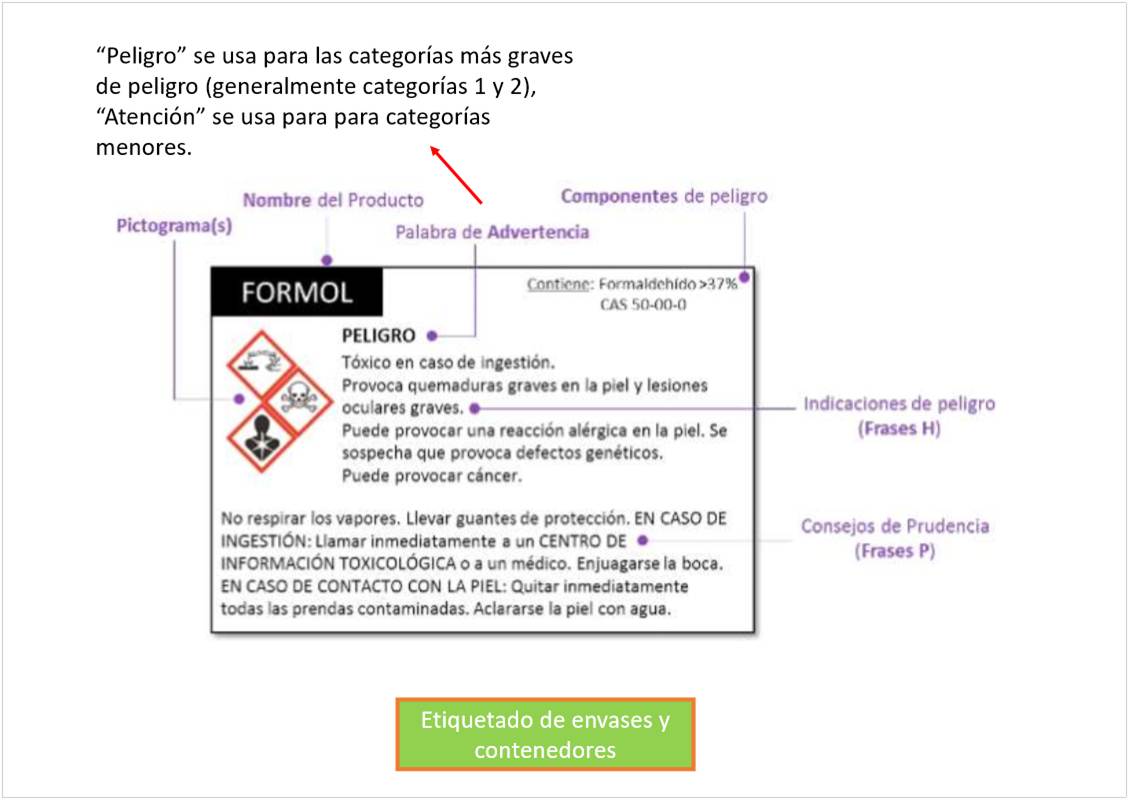 “Peligro” se usa para las categorías más graves
de peligro (generalmente categorías 1 y 2),
“Atención” se usa para para categorías
menores.
Nombre del Producto
Componentes de peligro
Pictograma(s)
Palabra de Advertencia
FORMOL
Contiene: Formaldehído >37%
CAS 50-00-0
PELIGRO
Tóxico en caso de ingestión.
Provoca quemaduras graves en la piel y lesiones
oculares graves.
Puede provocar una reacción alérgica en la piel. Se
sospecha que provoca defectos genéticos.
Puede provocar cáncer.
Indicaciones de peligro
(Frases H)
No respirar los vapores. Llevar guantes de protección. EN CASO DE
INGESTIÓN: Llamar inmediatamente a un CENTRO DE
INFORMACIÓN TOXICOLÓGICA o a un médico. Enjuagarse la boca.
EN CASO DE CONTACTO CON LA PIEL: Quitar inmediatamente
todas las prendas contaminadas. Aclararse la piel con agua.
Consejos de Prudencia
(Frases P)
Etiquetado de envases y
contenedores